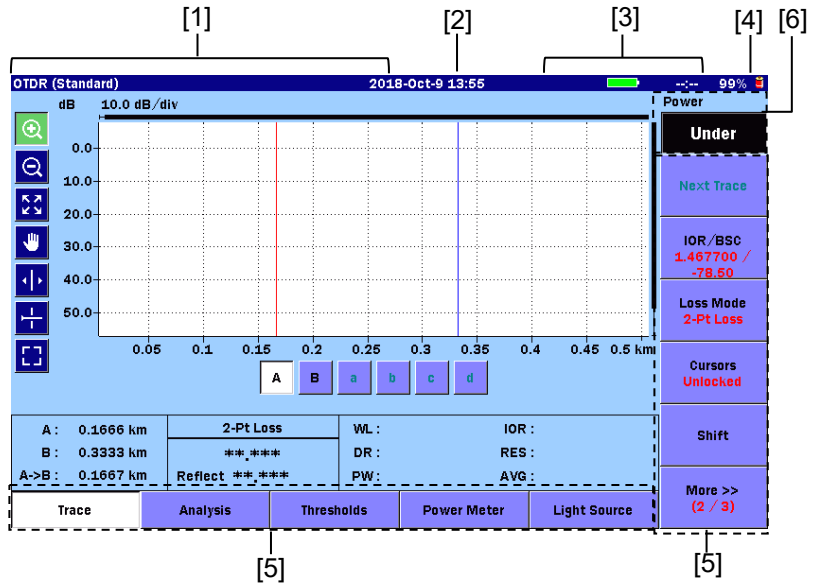 [1]
[2]
[3]
[4]
[6]
OTDR (Standard)
2018-Oct-9 13:55
--:--
99%
dB
10.0 dB/div
Power
Under
0.0
10.0
20.0
30.0
40.0
50.0
0.05 0.1 0.15 0.2 0.25 0.3 0.35 0.4 0.45 0.5 km
A B a b c d
Next Trace
IOR/BSC
1.467700 /
-78.50
Loss Mode
2-Pt Loss
Cursors
Unlocked
Shift
More >>
(2 / 3)
A : 0.1666 km
B : 0.3333 km
A->B : 0.1667 km
2-Pt Loss
**.***
Reflect **.***
WL :
DR :
PW :
IOR :
RES :
AVG :
Trace
Analysis
Thresholds
Power Meter
Light Source
[5]
[5]